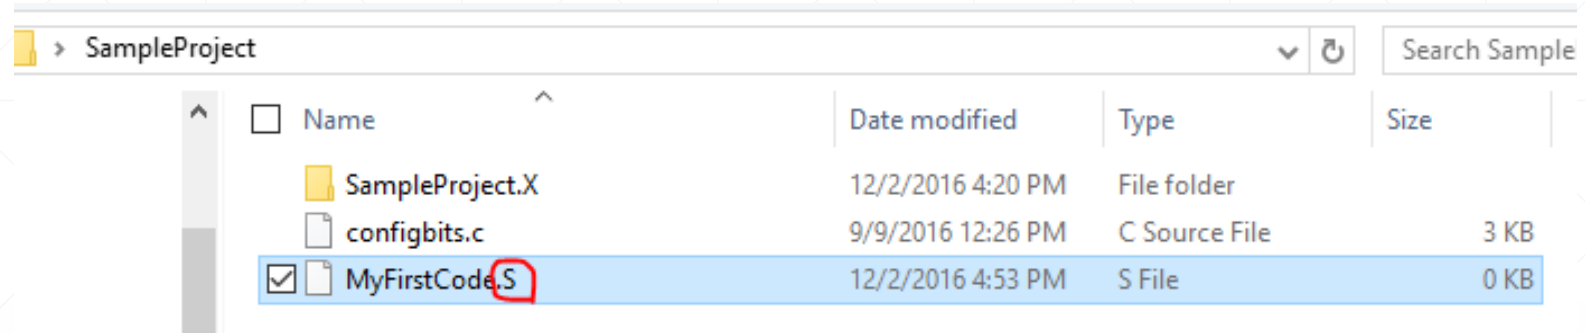 SampleProject
Search Sample
Name Date modified Type Size
SampleProject.X 12/2/2016 4:20 PM File folder
configbits.c 9/9/2016 12:26 PM C Source File 3 KB
MyFirstCode.S 12/2/2016 4:53 PM S File 0 KB